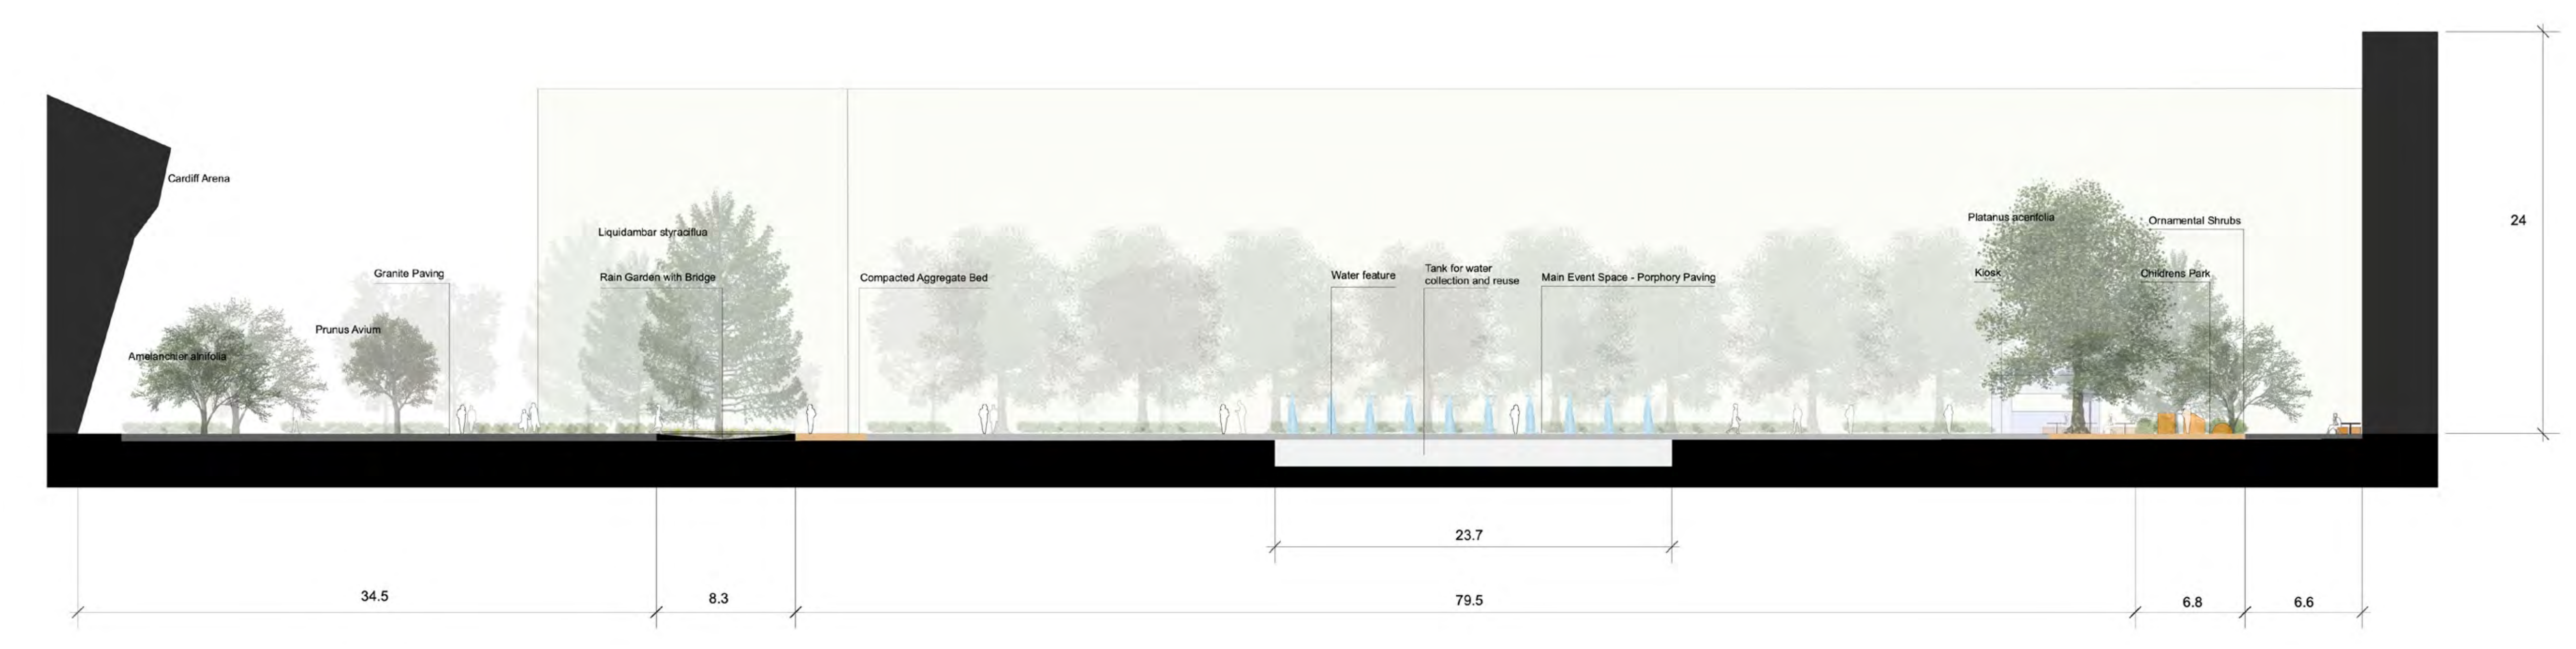 Cardiff Arena
Amelanchier alnifolia
Prunus Avium
Granite Paving
Liquidambar styraciflua
Rain Garden with Bridge
Compacted Aggregate Bed
Water feature
Tank for water
collection and reuse
Main Event Space - Porphory Paving
Platanus acerifolia
Kiosk
Ornamental Shrubs
Childrens Park
24
23.7
34.5
8.3
79.5
6.8
6.6